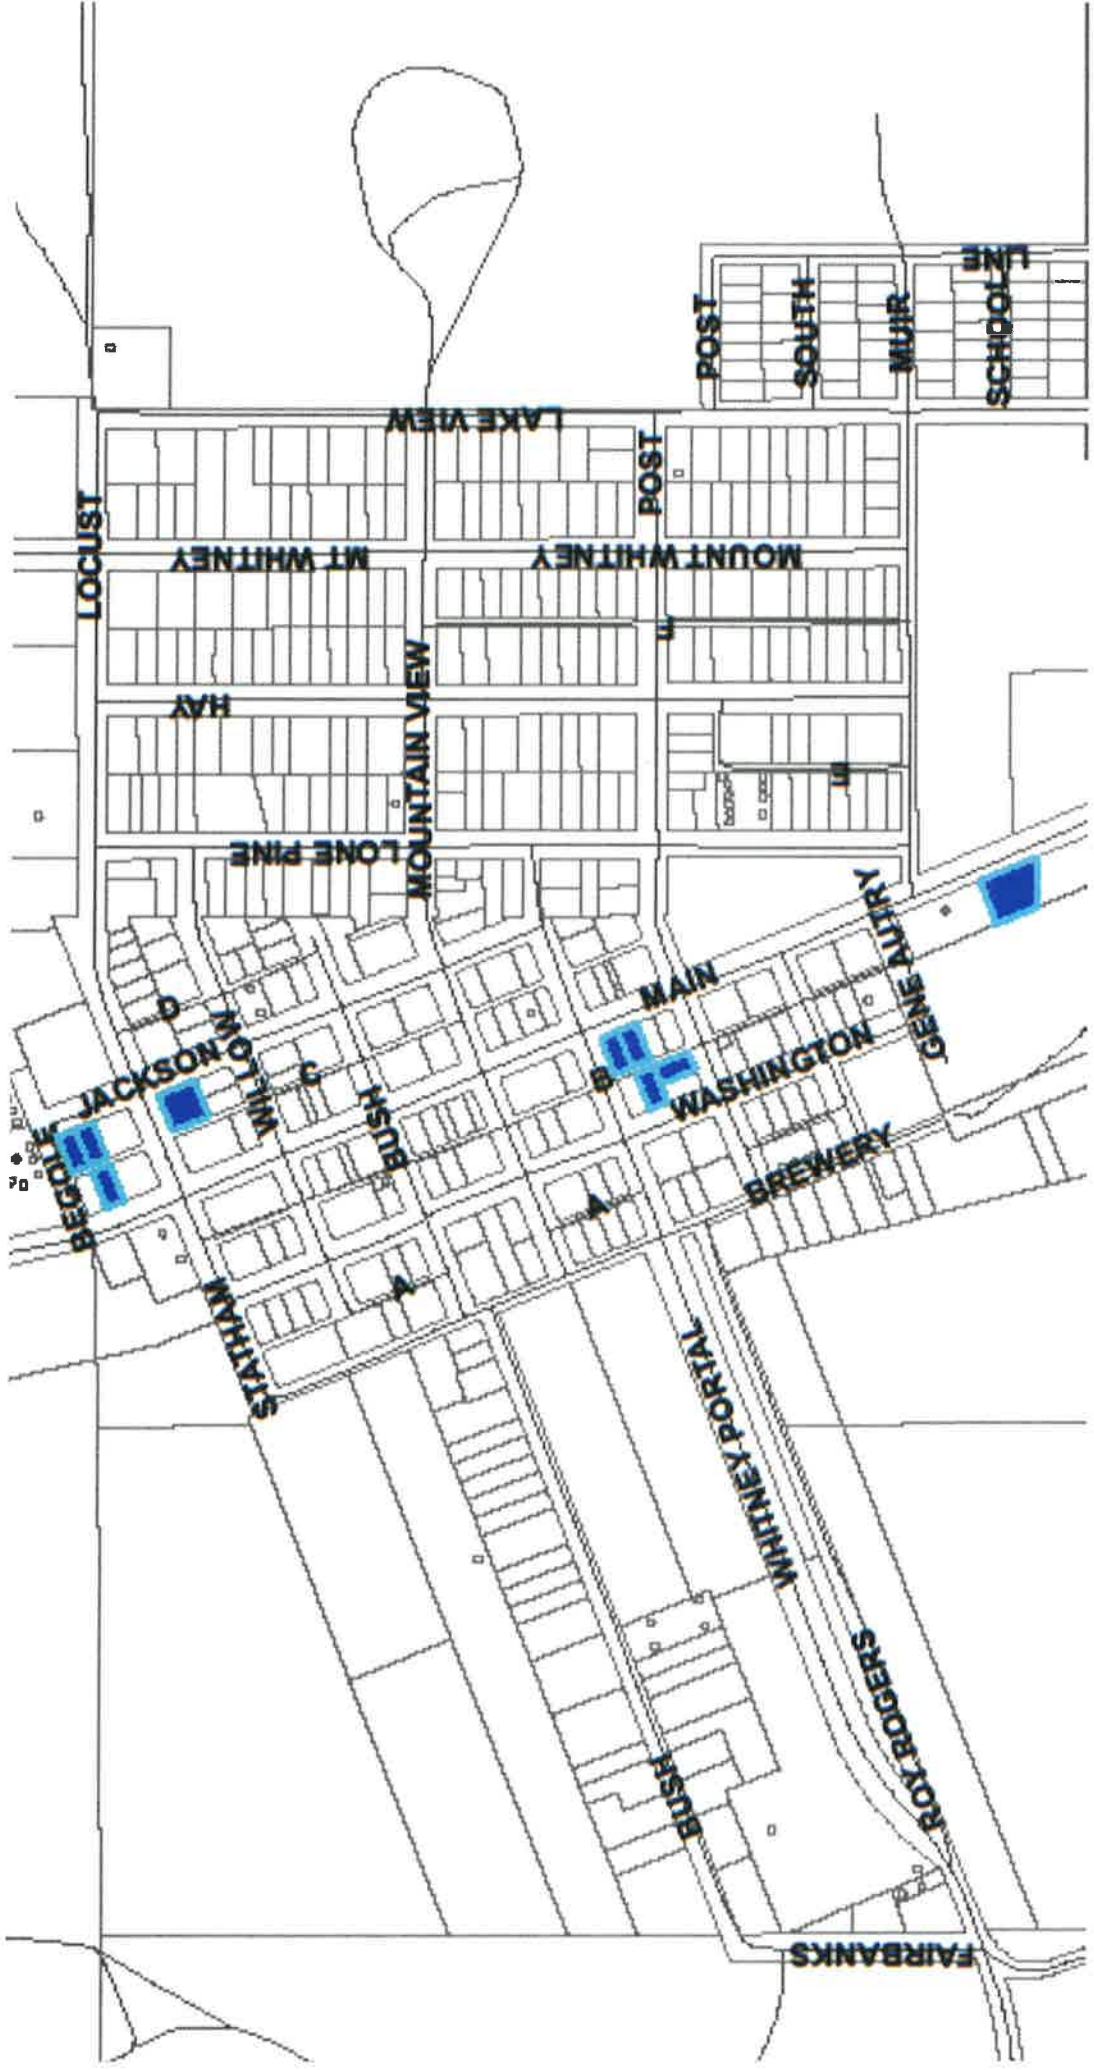 LINE
POST
SOUTH
MUIR
SCHOOL
LAKE VIEW
POST
LOCUST
MT WHITNEY
MOUNT WHITNEY
E
HAY
MOUNTAIN VIEW
E
LONE PINE
GENE AUTRY
MAIN
D
JACKSON
WILLOW
C
B
WASHINGTON
BUSH
BEGOLE
BREWERY
A
A
STATHAM
WHITNEY PORTAL
ROY ROGERS
BUSH
FAIRBANKS